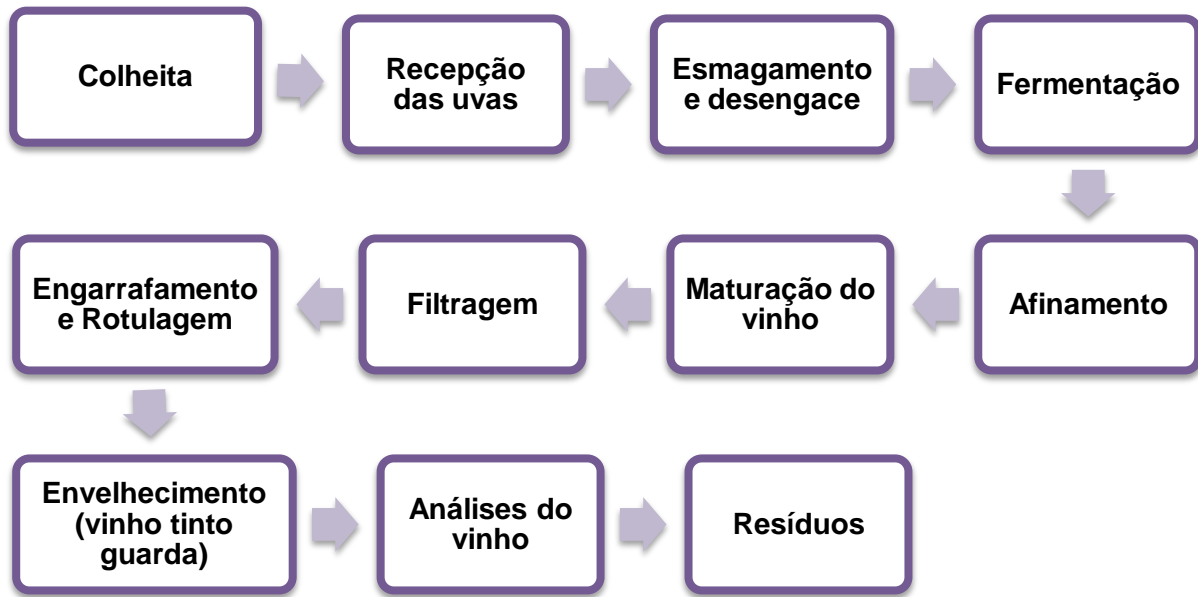 Colheita
Recepção
das uvas
Esmagamento
e desengace
Fermentação
Afinamento
Maturação do
vinho
Filtragem
Engarrafamento
e Rotulagem
Envelhecimento
(vinho tinto
guarda)
Análises do
vinho
Resíduos